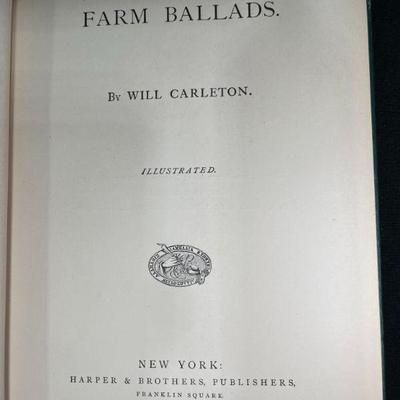 FARM BALLADS.
BY WILL CARLETON.
ILLUSTRATED.
NEW YORK:
HARPER & BROTHERS, PUBLISHERS,
FRANKLIN SQUARE